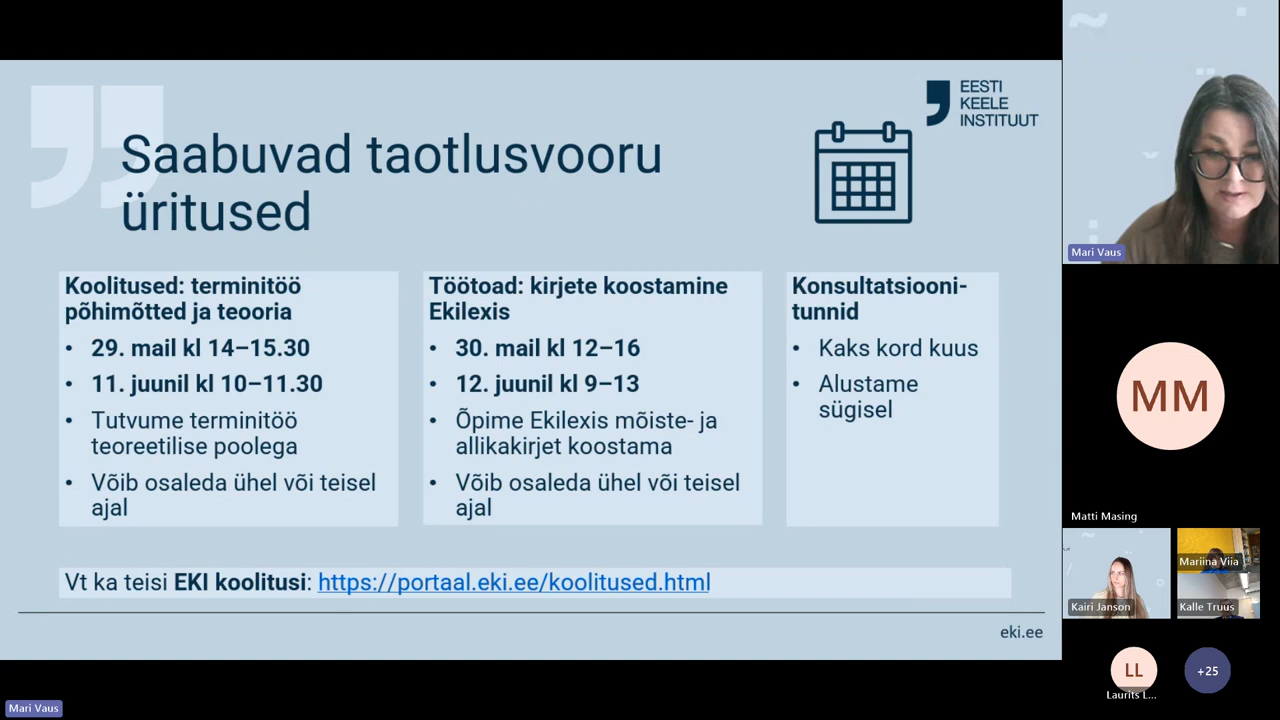 EESTI
KEELE
INSTITUUT
Saabuvad taotlusvooru
üritused
Koolitused: terminitöö
põhimõtted ja teooria
• 29. mail kl 14–15.30
• 11. juunil kl 10–11.30
• Tutvume terminitöö
teoreetilise poolega
• Võib osaleda ühel või teisel
ajal
Töötoad: kirjete koostamine
Ekilexis
• 30. mail kl 12–16
• 12. juunil kl 9–13
• Õpime Ekilexis mõiste- ja
allikakirjet koostama
• Võib osaleda ühel või teisel
ajal
Konsultatsiooni-
tunnid
• Kaks kord kuus
• Alustame
sügisel
Vt ka teisi EKI koolitusi: https://portaal.eki.ee/koolitused.html
eki.ee
Mari Vaus
Mari Vaus
MM
Matti Masing
Kairi Janson
Mariina Viia
Kalle Truus
LL
Laurits L...
+25